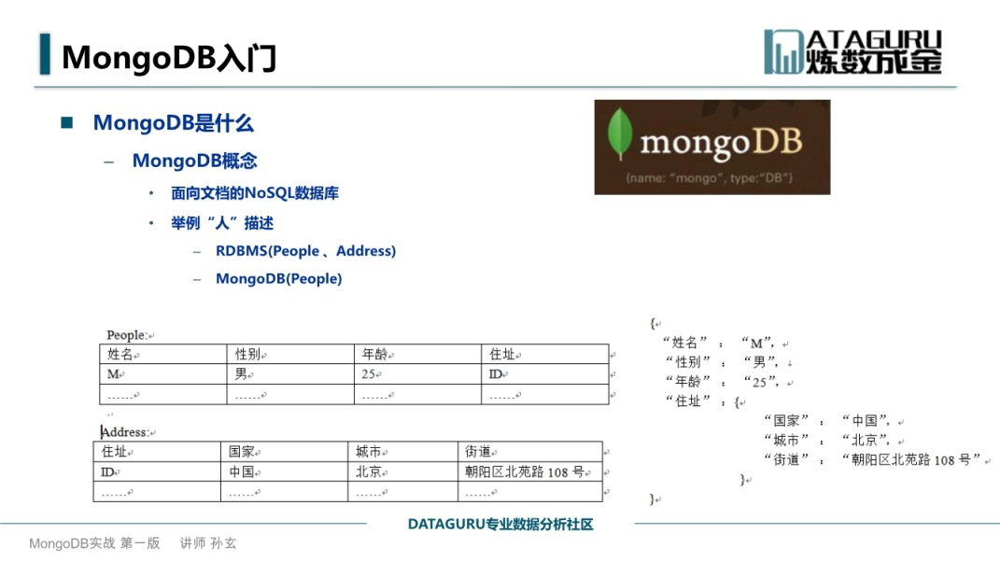 MongoDB入门
DATAGURU
炼数成金
MongoDB是什么
– MongoDB概念
• 面向文档的NoSQL数据库
• 举例“人”描述
– RDBMS(People 、Address)
– MongoDB(People)
mongoDB
{name: “mongo”, type:“DB”}
People:
姓名 性别 年龄 住址
M 男 25 ID
…… …… …… ……
Address:
住址 国家 城市 街道
ID 中国 北京 朝阳区北苑路 108 号
…… …… …… ……
{
“姓名” ： “M”,
“性别” ： “男”,
“年龄” ： “25”,
“住址” ：{
“国家” ： “中国”,
“城市” ： “北京”,
“街道” ： “朝阳区北苑路 108 号”
}
}
DATAGURU专业数据分析社区
MongoDB实战 第一版 讲师 孙玄